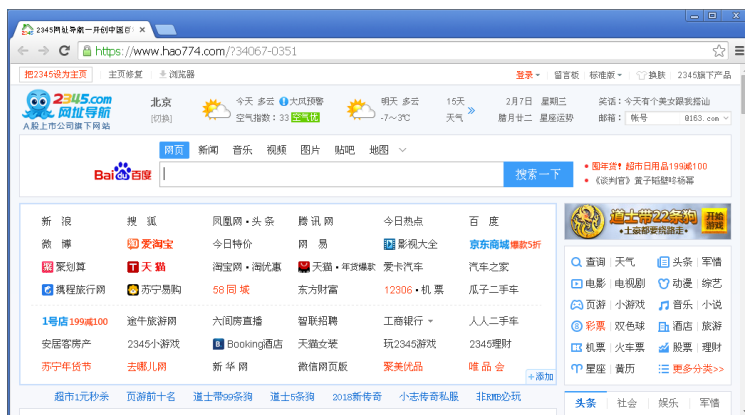 2345网址导航—开创中国百
https://www.hao774.com/?34067-0351
把2345设为主页 主页修复 浏览器 登录 留言板 标准版 换肤 2345旗下产品
2345.com 网址导航 A股上市公司旗下网站
北京 [切换]
今天 多云 大风预警 空气指数：33 空气优
明天 多云 -7~3℃
15天 天气
2月7日 星期三 腊月廿二 星座运势
笑话：今天有个美女跟我搭讪
邮箱： 帐号 @163.com
网页 新闻 音乐 视频 图片 贴吧 地图
Bai百度 搜索一下
囤年货！超市日用品199减100
《谈判官》黄子韬壁咚杨幂
新 浪 搜 狐 凤凰网·头条 腾讯网 今日热点 百 度
微 博 爱淘宝 今日特价 网 易 影视大全 京东商城爆款5折
聚 聚划算 T 天猫 淘宝网·淘优惠 天猫·年货爆款 爱卡汽车 汽车之家
携程旅行网 苏宁易购 58同城 东方财富 12306·机票 瓜子二手车
1号店199减100 途牛旅游网 六间房直播 智联招聘 工商银行 人人二手车
安居客房产 2345小游戏 B. Booking酒店 天猫女装 玩2345游戏 2345理财
苏宁年货节 去哪儿网 新华网 微信网页版 聚美优品 唯品会
+添加
超市1元秒杀 页游前十名 道士带99条狗 道士5条狗 2018新传奇 小志传奇私服 非RMB必玩
道士带22条狗 ·土豪都要绕路走· 开始游戏
查询 天气 头条 军情
电影 电视剧 动漫 综艺
页游 小游戏 音乐 小说
彩票 双色球 酒店 旅游
机票 火车票 股票 理财
星座 黄历 更多分类>>
头条 社会 娱乐 军情